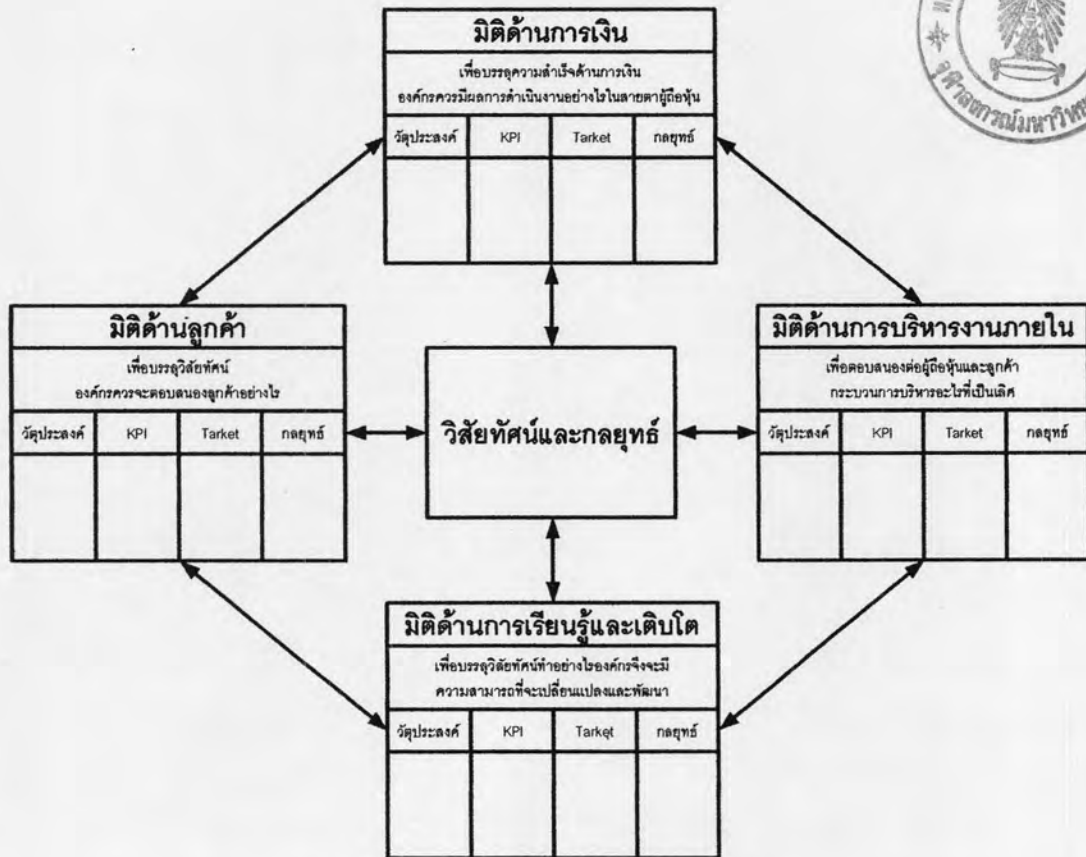 มิติด้านการเงิน
เพื่อบรรลุความสำเร็จด้านการเงิน
องค์กรควรมีผลการดำเนินงานอย่างไรในสายตาผู้ถือหุ้น
วัตุประสงค์ KPI Tarket กลยุทธ์
จุฬาลงกรณ์มหาวิท
มิติด้านลูกค้า
เพื่อบรรลุวิสัยทัศน์
องค์กรควรจะตอบสนองลูกค้าอย่างไร
วัตุประสงค์ KPI Tarket กลยุทธ์
วิสัยทัศน์และกลยุทธ์
มิติด้านการบริหารงานภายใน
เพื่อตอบสนองต่อผู้ถือหุ้นและลูกค้า
กระบวนการบริหารอะไรที่เป็นเลิศ
วัตุประสงค์ KPI Tarket กลยุทธ์
มิติด้านการเรียนรู้และเติบโต
เพื่อบรรลุวิสัยทัศน์ทำอย่างไรองค์กรจึงจะมี
ความสามารถที่จะเปลี่ยนแปลงและพัฒนา
วัตุประสงค์ KPI Tarket กลยุทธ์